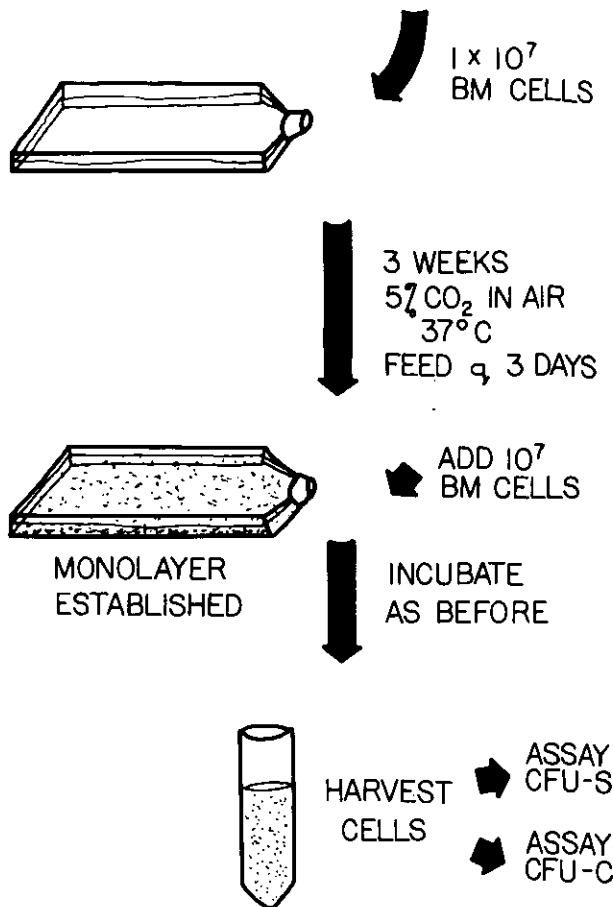 1 × 10⁷
BM CELLS
3 WEEKS
5% CO₂ IN AIR
37°C
FEED q 3 DAYS
ADD 10⁷
BM CELLS
MONOLAYER
ESTABLISHED
INCUBATE
AS BEFORE
HARVEST
CELLS
ASSAY
CFU-S
ASSAY
CFU-C